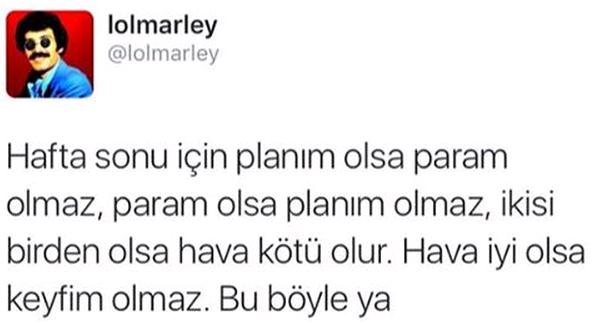 lolmarley
@lolmarley
Hafta sonu için planım olsa param
olmaz, param olsa planım olmaz, ikisi
birden olsa hava kötü olur. Hava iyi olsa
keyfim olmaz. Bu böyle ya